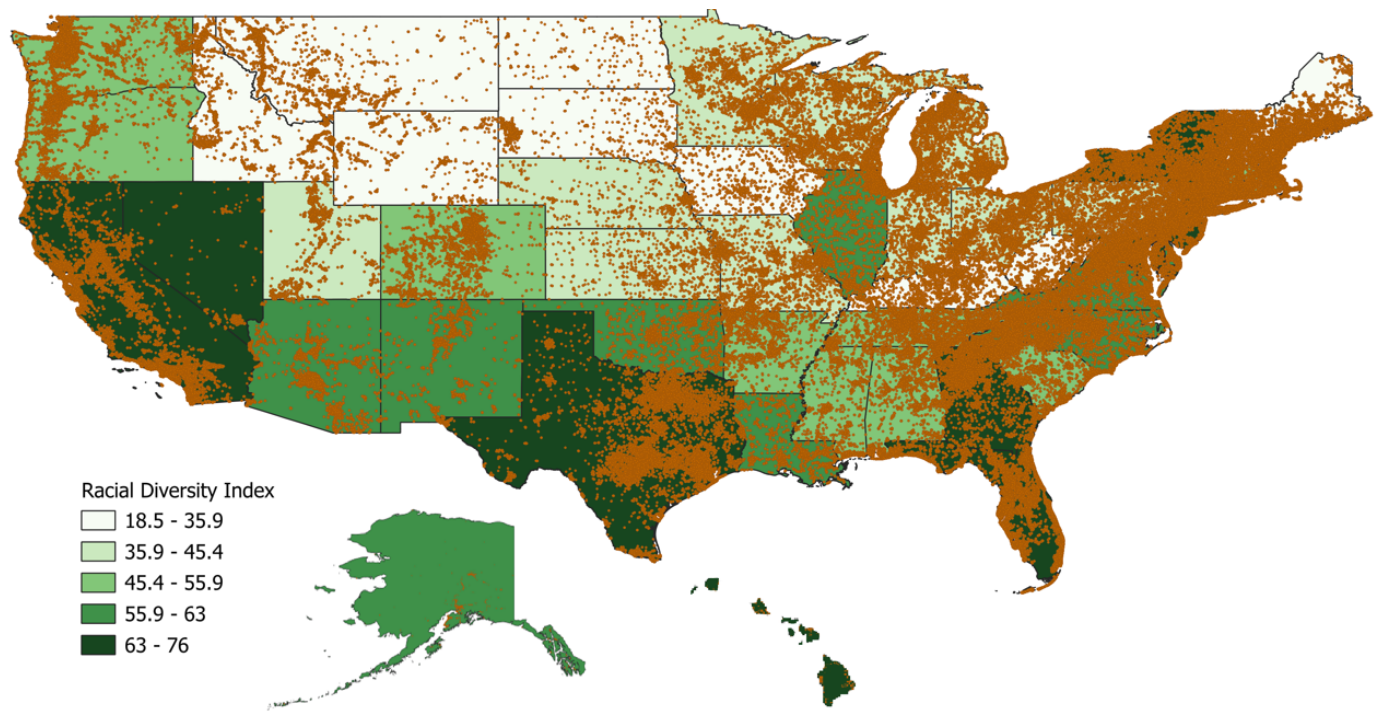 Racial Diversity Index
18.5 - 35.9
35.9 - 45.4
45.4 - 55.9
55.9 - 63
63 - 76